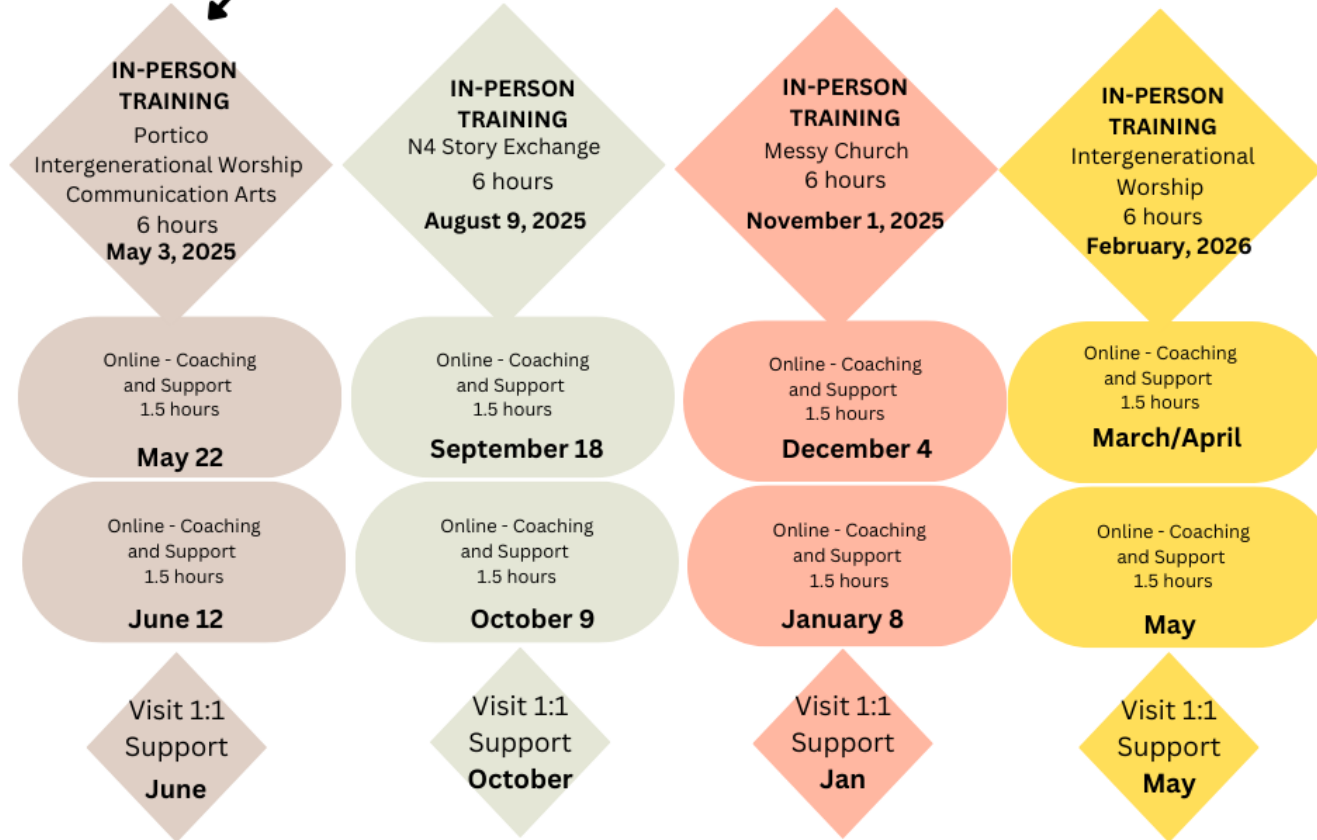 IN-PERSON
TRAINING
Portico
Intergenerational Worship
Communication Arts
6 hours
May 3, 2025
Online - Coaching
and Support
1.5 hours
May 22
Online - Coaching
and Support
1.5 hours
June 12
Visit 1:1
Support
June
IN-PERSON
TRAINING
N4 Story Exchange
6 hours
August 9, 2025
Online - Coaching
and Support
1.5 hours
September 18
Online - Coaching
and Support
1.5 hours
October 9
Visit 1:1
Support
October
IN-PERSON
TRAINING
Messy Church
6 hours
November 1, 2025
Online - Coaching
and Support
1.5 hours
December 4
Online - Coaching
and Support
1.5 hours
January 8
Visit 1:1
Support
Jan
IN-PERSON
TRAINING
Intergenerational
Worship
6 hours
February, 2026
Online - Coaching
and Support
1.5 hours
March/April
Online - Coaching
and Support
1.5 hours
May
Visit 1:1
Support
May